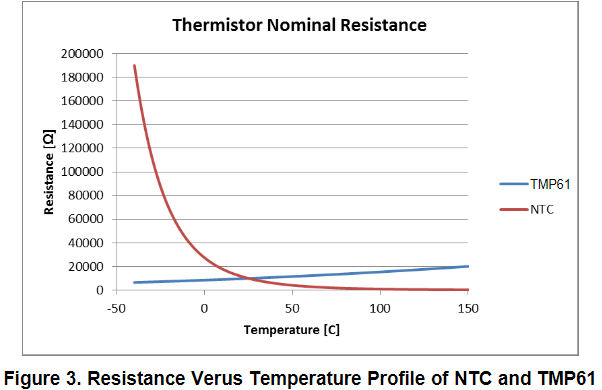 Thermistor Nominal Resistance
200000
180000
160000
140000
120000
100000
80000
60000
40000
20000
0
Resistance [Ω]
-50
0
50
100
150
Temperature [C]
TMP61
NTC
Figure 3. Resistance Verus Temperature Profile of NTC and TMP61